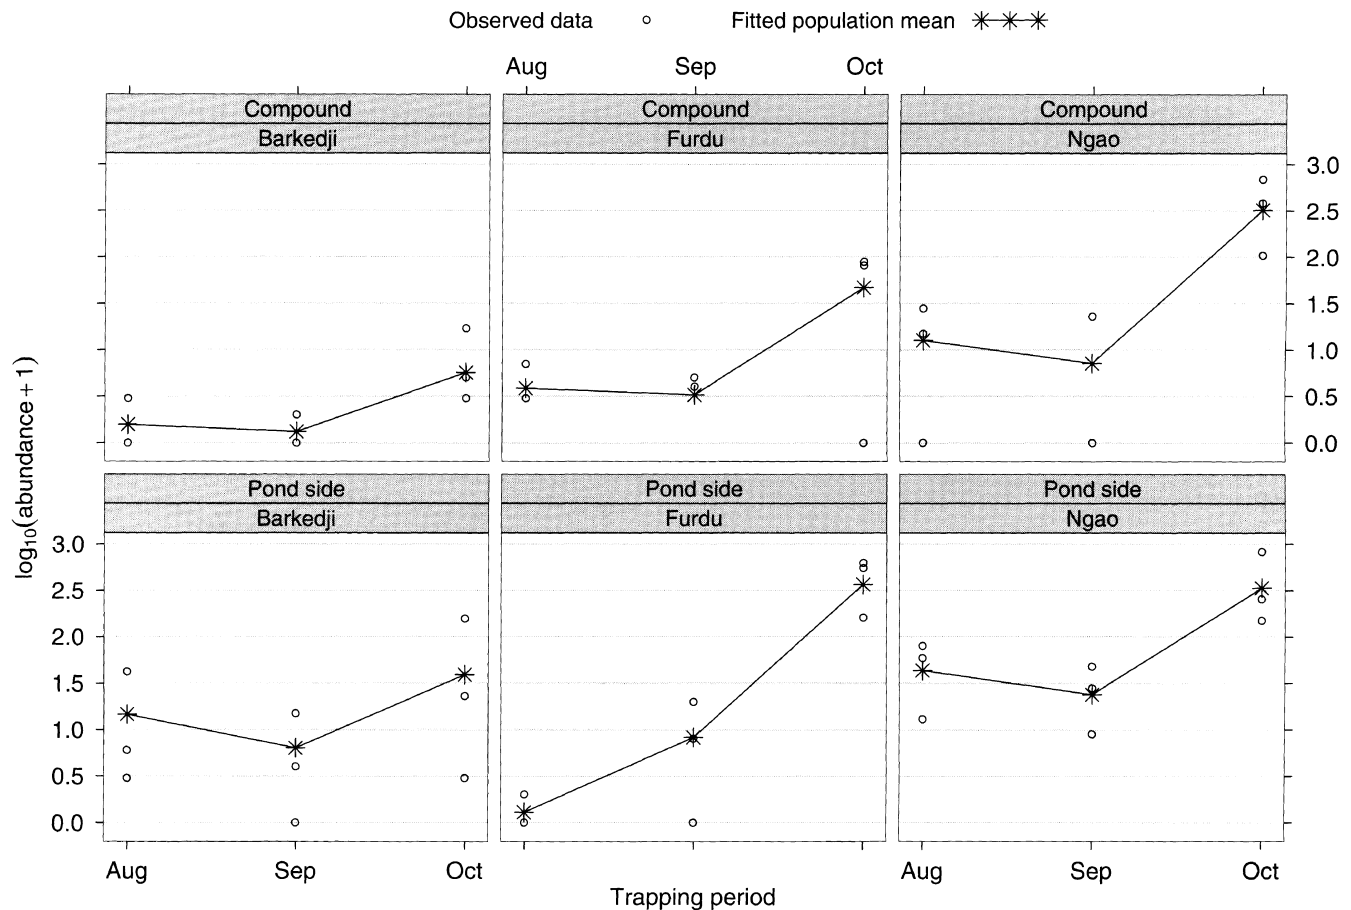 Observed data Fitted population mean
Aug Sep Oct
Compound Compound Compound
Barkedji Furdu Ngao
3.0
2.5
2.0
1.5
1.0
0.5
0.0
log₁₀(abundance + 1)
Pond side Pond side Pond side
Barkedji Furdu Ngao
3.0
2.5
2.0
1.5
1.0
0.5
0.0
Aug Sep Oct Aug Sep Oct
Trapping period